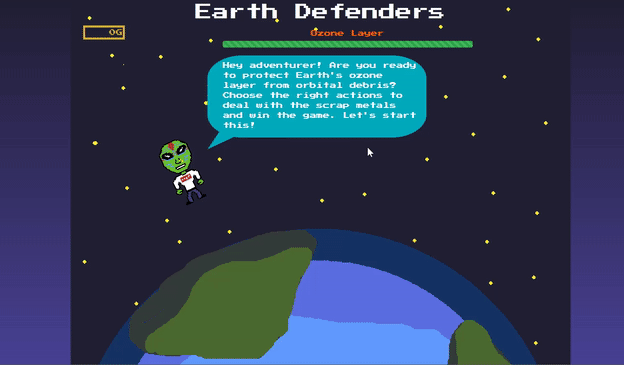 Earth Defenders
0G
Ozone Layer
Hey adventurer! Are you ready
to protect Earth's ozone
layer from orbital debris?
Choose the right actions to
deal with the scrap metals
and win the game. Let's start
this!